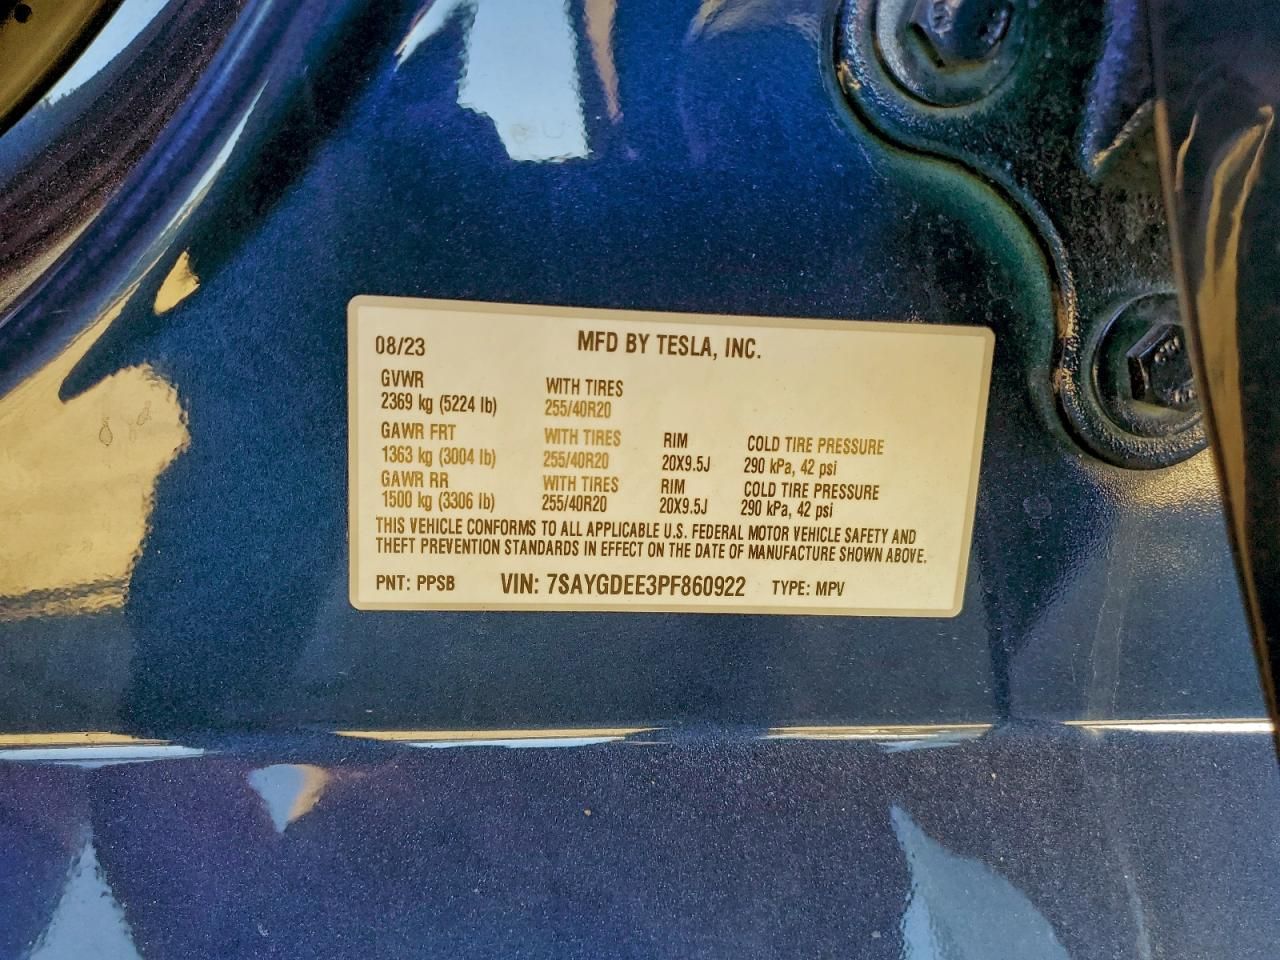 08/23 MFD BY TESLA, INC.
GVWR WITH TIRES
2369 kg (5224 lb) 255/40R20
GAWR FRT WITH TIRES RIM COLD TIRE PRESSURE
1363 kg (3004 lb) 255/40R20 20X9.5J 290 kPa, 42 psi
GAWR RR WITH TIRES RIM COLD TIRE PRESSURE
1500 kg (3306 lb) 255/40R20 20X9.5J 290 kPa, 42 psi
THIS VEHICLE CONFORMS TO ALL APPLICABLE U.S. FEDERAL MOTOR VEHICLE SAFETY AND
THEFT PREVENTION STANDARDS IN EFFECT ON THE DATE OF MANUFACTURE SHOWN ABOVE.
PNT: PPSB VIN: 7SAYGDEE3PF860922 TYPE: MPV